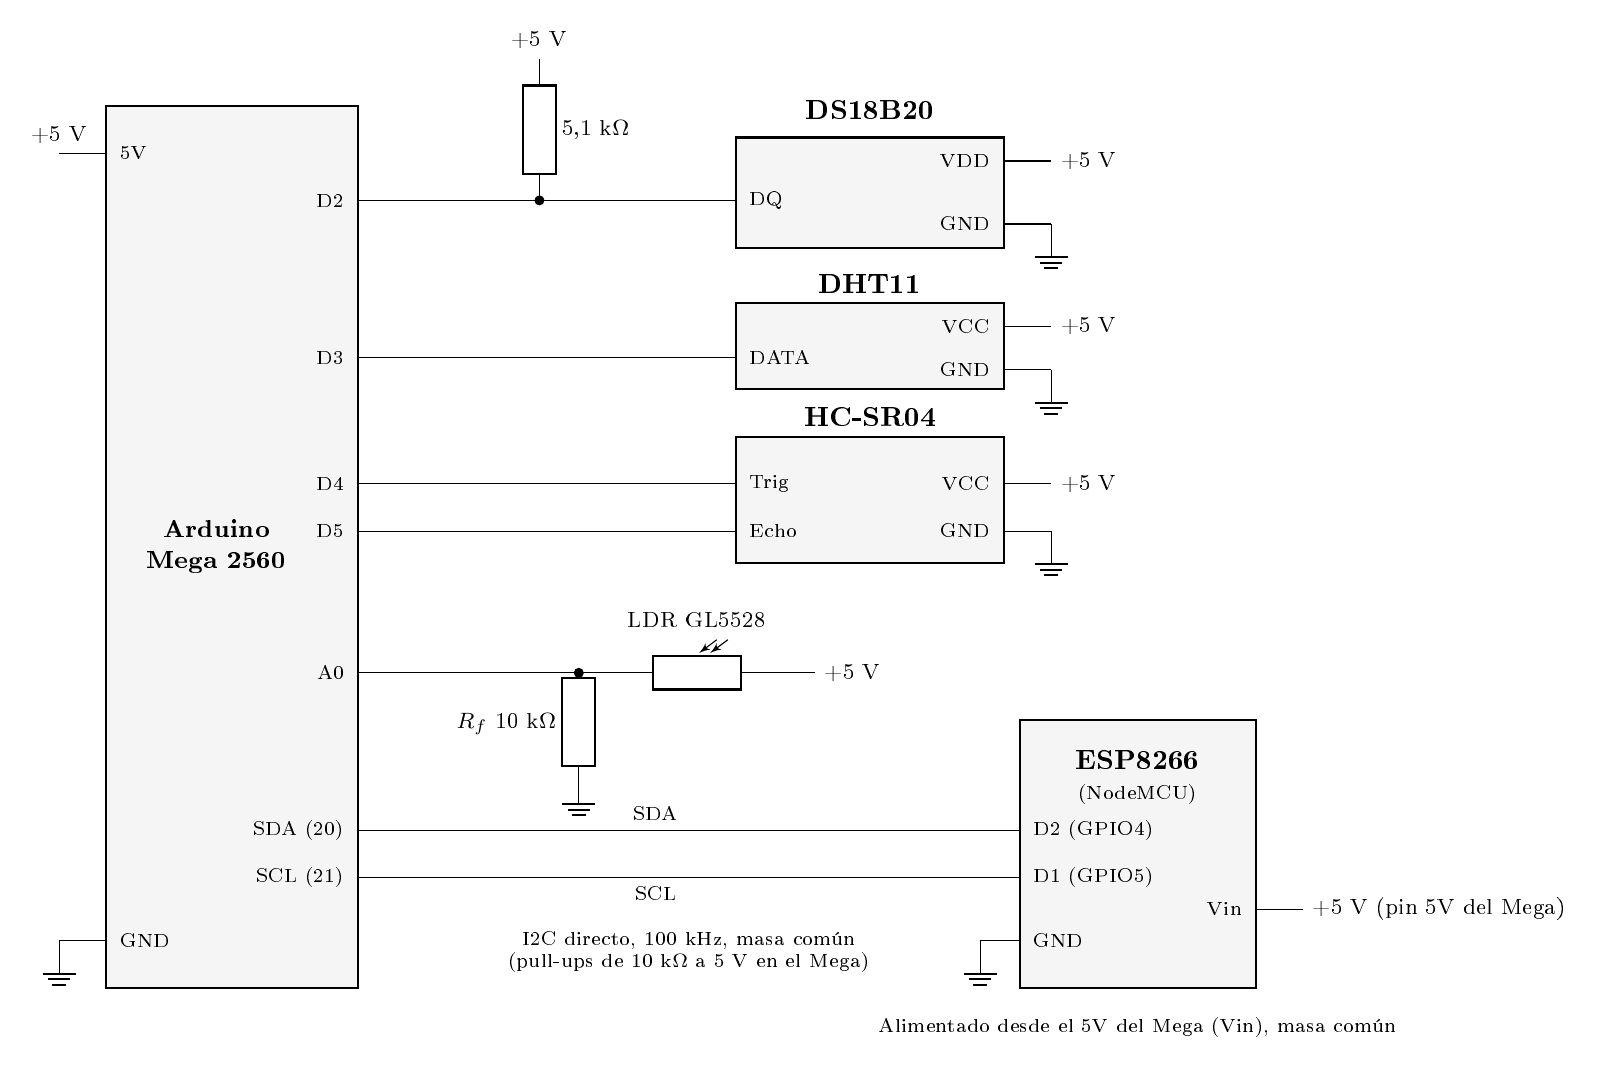 +5 V
5,1 kΩ
+5 V
5V
D2
DS18B20
VDD
+5 V
DQ
GND
DHT11
VCC
+5 V
D3
DATA
GND
HC-SR04
D4
Trig
VCC
+5 V
Arduino
Mega 2560
D5
Echo
GND
LDR GL5528
A0
+5 V
R_f 10 kΩ
ESP8266
(NodeMCU)
SDA
SDA (20)
D2 (GPIO4)
SCL (21)
D1 (GPIO5)
SCL
Vin
+5 V (pin 5V del Mega)
GND
I2C directo, 100 kHz, masa común
(pull-ups de 10 kΩ a 5 V en el Mega)
GND
Alimentado desde el 5V del Mega (Vin), masa común